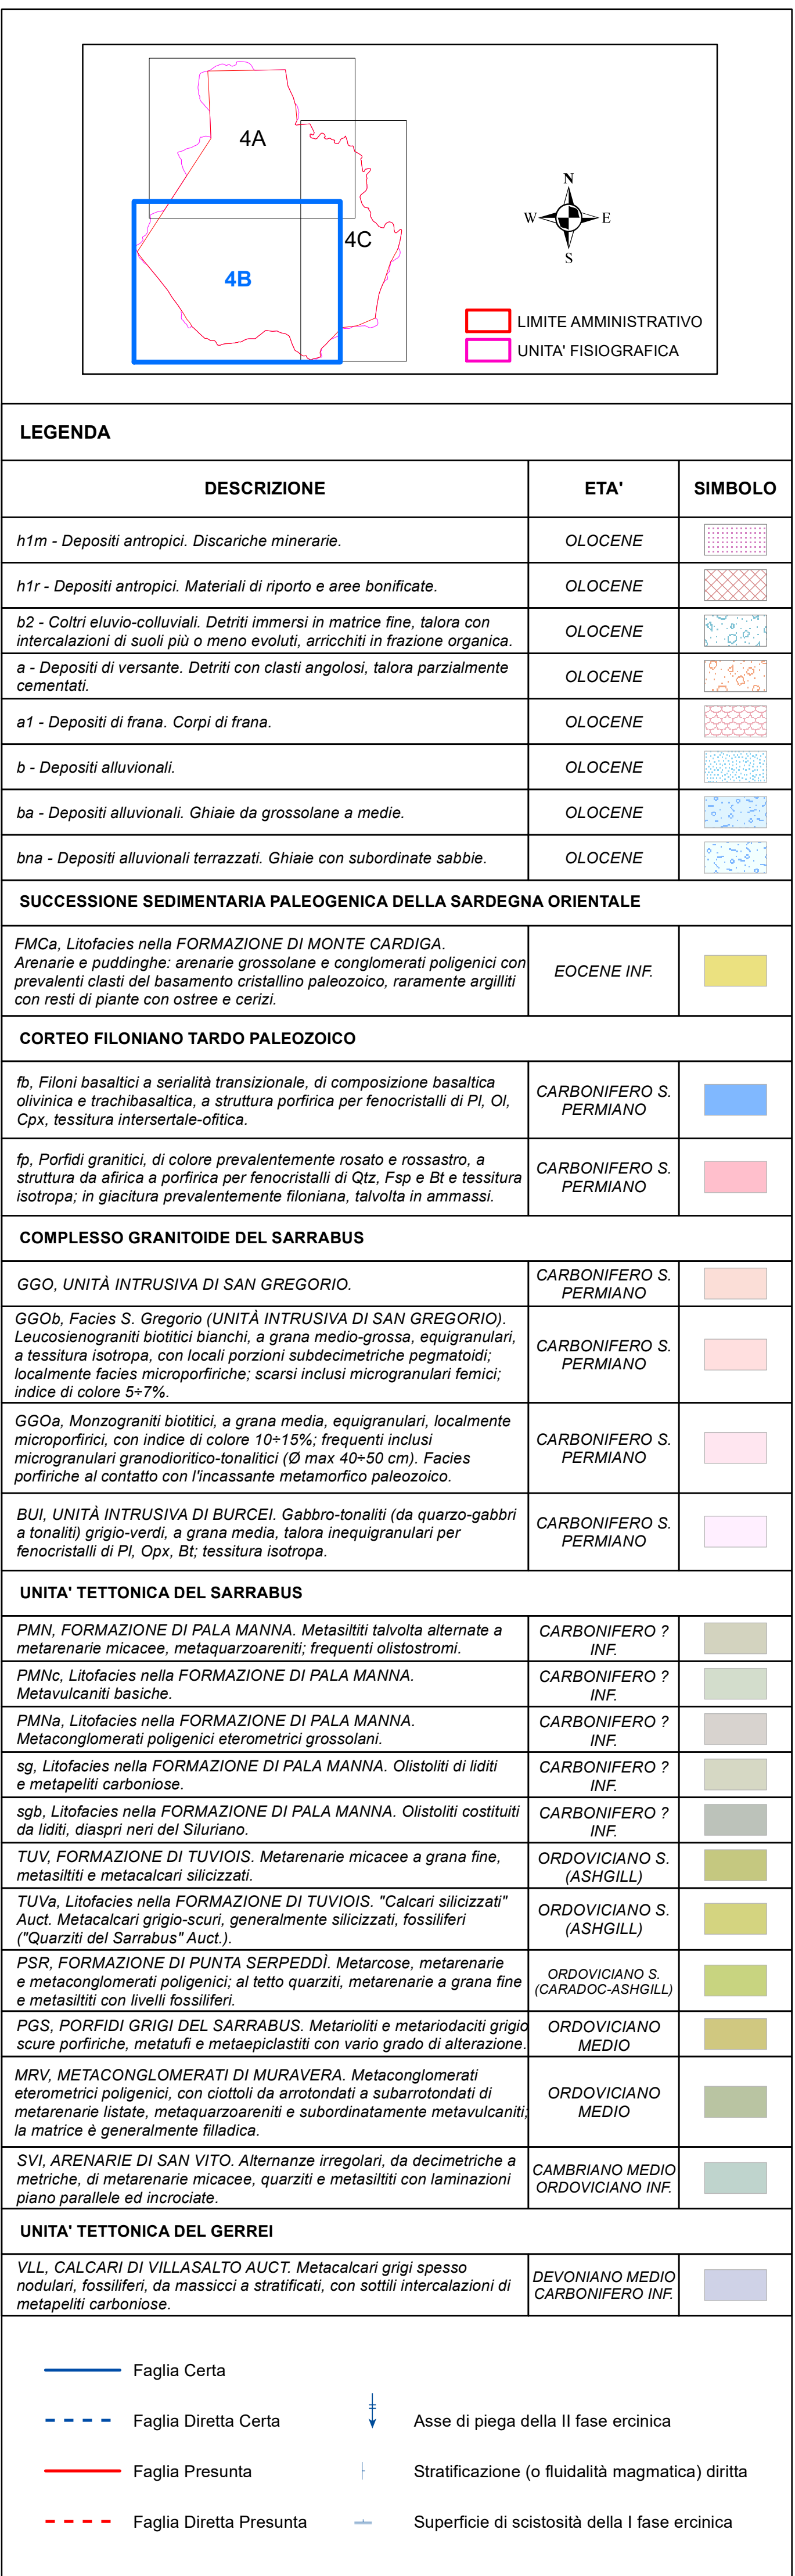 4A
4C
4B
N
W
E
S
LIMITE AMMINISTRATIVO
UNITA' FISIOGRAFICA
LEGENDA
DESCRIZIONE
ETA'
SIMBOLO
h1m - Depositi antropici. Discariche minerarie.
OLOCENE
h1r - Depositi antropici. Materiali di riporto e aree bonificate.
OLOCENE
b2 - Coltri eluvio-colluviali. Detriti immersi in matrice fine, talora con
intercalazioni di suoli più o meno evoluti, arricchiti in frazione organica.
OLOCENE
a - Depositi di versante. Detriti con clasti angolosi, talora parzialmente
cementati.
OLOCENE
a1 - Depositi di frana. Corpi di frana.
OLOCENE
b - Depositi alluvionali.
OLOCENE
ba - Depositi alluvionali. Ghiaie da grossolane a medie.
OLOCENE
bna - Depositi alluvionali terrazzati. Ghiaie con subordinate sabbie.
OLOCENE
SUCCESSIONE SEDIMENTARIA PALEOGENICA DELLA SARDEGNA ORIENTALE
FMCa, Litofacies nella FORMAZIONE DI MONTE CARDIGA.
Arenarie e puddinghe: arenarie grossolane e conglomerati poligenici con
prevalenti clasti del basamento cristallino paleozoico, raramente argilliti
con resti di piante con ostree e cerizi.
EOCENE INF.
CORTEO FILONIANO TARDO PALEOZOICO
fb, Filoni basaltici a serialità transizionale, di composizione basaltica
olivinica e trachibasaltica, a struttura porfirica per fenocristalli di Pl, Ol,
Cpx, tessitura intersertale-ofitica.
CARBONIFERO S.
PERMIANO
fp, Porfidi granitici, di colore prevalentemente rosato e rossastro, a
struttura da afirica a porfirica per fenocristalli di Qtz, Fsp e Bt e tessitura
isotropa; in giacitura prevalentemente filoniana, talvolta in ammassi.
CARBONIFERO S.
PERMIANO
COMPLESSO GRANITOIDE DEL SARRABUS
GGO, UNITÀ INTRUSIVA DI SAN GREGORIO.
CARBONIFERO S.
PERMIANO
GGOb, Facies S. Gregorio (UNITÀ INTRUSIVA DI SAN GREGORIO).
Leucosienograniti biotitici bianchi, a grana medio-grossa, equigranulari,
a tessitura isotropa, con locali porzioni subdecimetriche pegmatoidi;
localmente facies microporfiriche; scarsi inclusi microgranulari femici;
indice di colore 5÷7%.
CARBONIFERO S.
PERMIANO
GGOa, Monzograniti biotitici, a grana media, equigranulari, localmente
microporfirici, con indice di colore 10÷15%; frequenti inclusi
microgranulari granodioritico-tonalitici (Ø max 40÷50 cm). Facies
porfiriche al contatto con l'incassante metamorfico paleozoico.
CARBONIFERO S.
PERMIANO
BUI, UNITÀ INTRUSIVA DI BURCEI. Gabbro-tonaliti (da quarzo-gabbri
a tonaliti) grigio-verdi, a grana media, talora inequigranulari per
fenocristalli di Pl, Opx, Bt; tessitura isotropa.
CARBONIFERO S.
PERMIANO
UNITA' TETTONICA DEL SARRABUS
PMN, FORMAZIONE DI PALA MANNA. Metasiltiti talvolta alternate a
metarenarie micacee, metaquarzoareniti; frequenti olistostromi.
CARBONIFERO ?
INF.
PMNc, Litofacies nella FORMAZIONE DI PALA MANNA.
Metavulcaniti basiche.
CARBONIFERO ?
INF.
PMNa, Litofacies nella FORMAZIONE DI PALA MANNA.
Metaconglomerati poligenici eterometrici grossolani.
CARBONIFERO ?
INF.
sg, Litofacies nella FORMAZIONE DI PALA MANNA. Olistoliti di liditi
e metapeliti carboniose.
CARBONIFERO ?
INF.
sgb, Litofacies nella FORMAZIONE DI PALA MANNA. Olistoliti costituiti
da liditi, diaspri neri del Siluriano.
CARBONIFERO ?
INF.
TUV, FORMAZIONE DI TUVIOIS. Metarenarie micacee a grana fine,
metasiltiti e metacalcari silicizzati.
ORDOVICIANO S.
(ASHGILL)
TUVa, Litofacies nella FORMAZIONE DI TUVIOIS. "Calcari silicizzati"
Auct. Metacalcari grigio-scuri, generalmente silicizzati, fossiliferi
("Quarziti del Sarrabus" Auct.).
ORDOVICIANO S.
(ASHGILL)
PSR, FORMAZIONE DI PUNTA SERPEDDÌ. Metarcose, metarenarie
e metaconglomerati poligenici; al tetto quarziti, metarenarie a grana fine
e metasiltiti con livelli fossiliferi.
ORDOVICIANO S.
(CARADOC-ASHGILL)
PGS, PORFIDI GRIGI DEL SARRABUS. Metarioliti e metariodaciti grigio
scure porfiriche, metatufi e metaepiclastiti con vario grado di alterazione.
ORDOVICIANO
MEDIO
MRV, METACONGLOMERATI DI MURAVERA. Metaconglomerati
eterometrici poligenici, con ciottoli da arrotondati a subarrotondati di
metarenarie listate, metaquarzoareniti e subordinatamente metavulcaniti;
la matrice è generalmente filladica.
ORDOVICIANO
MEDIO
SVI, ARENARIE DI SAN VITO. Alternanze irregolari, da decimetriche a
metriche, di metarenarie micacee, quarziti e metasiltiti con laminazioni
piano parallele ed incrociate.
CAMBRIANO MEDIO
ORDOVICIANO INF.
UNITA' TETTONICA DEL GERREI
VLL, CALCARI DI VILLASALTO AUCT. Metacalcari grigi spesso
nodulari, fossiliferi, da massicci a stratificati, con sottili intercalazioni di
metapeliti carboniose.
DEVONIANO MEDIO
CARBONIFERO INF.
Faglia Certa
Faglia Diretta Certa
Asse di piega della II fase ercinica
Faglia Presunta
Stratificazione (o fluidalità magmatica) diritta
Faglia Diretta Presunta
Superficie di scistosità della I fase ercinica